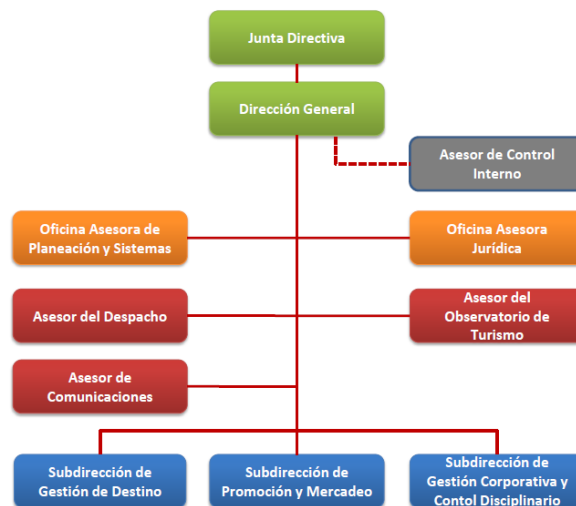 Junta Directiva
Dirección General
Asesor de Control
Interno
Oficina Asesora de
Planeación y Sistemas
Oficina Asesora
Jurídica
Asesor del Despacho
Asesor del
Observatorio de
Turismo
Asesor de
Comunicaciones
Subdirección de
Gestión de Destino
Subdirección de
Promoción y Mercadeo
Subdirección de
Gestión Corporativa y
Contol Disciplinario